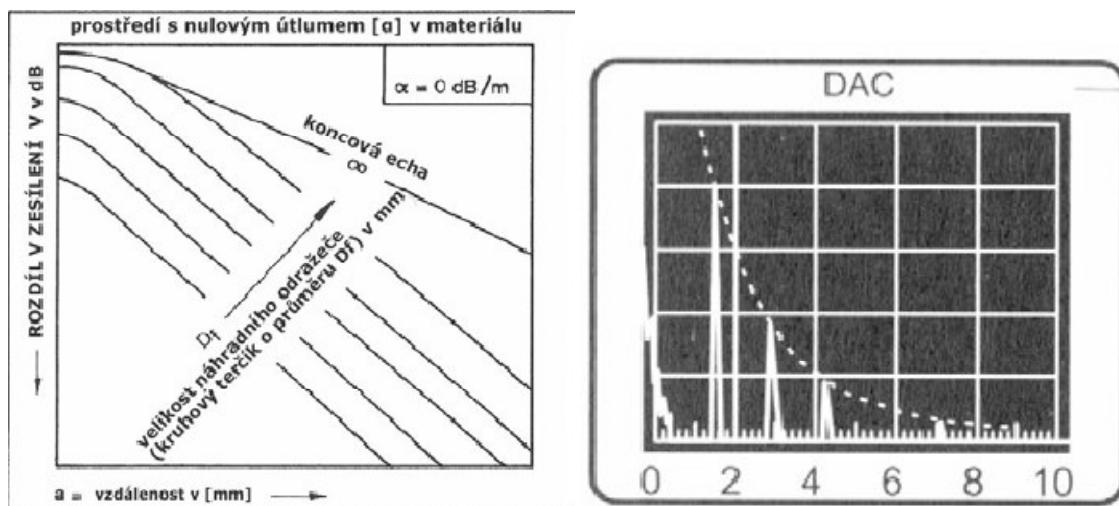 prostředí s nulovým útlumem [α] v materiálu
α = 0 dB/m
ROZDÍL V ZESÍLENÍ V v dB
koncová echa
∞
Df
velikost náhradního odražeče
(kruhový terčík o průměru Df) v mm
a = vzdálenost v [mm]
DAC
0 2 4 6 8 10